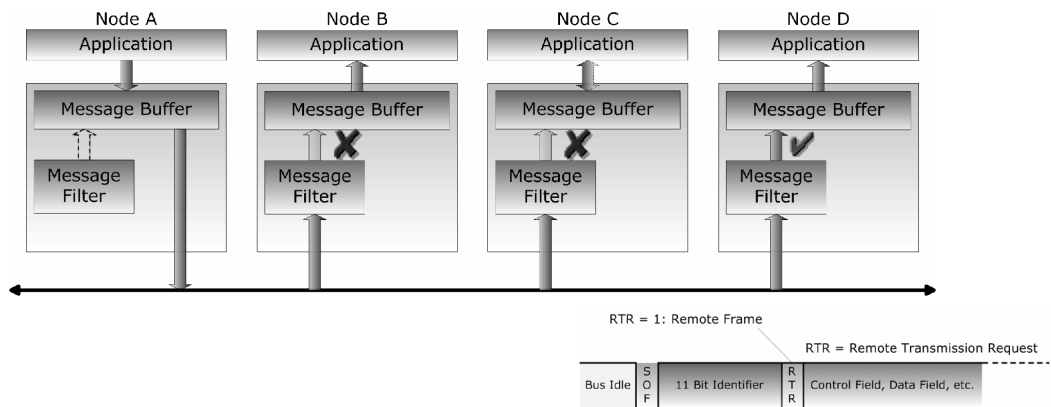 Node A
Node B
Node C
Node D
Application
Application
Application
Application
Message Buffer
Message Buffer
Message Buffer
Message Buffer
Message
Filter
Message
Filter
Message
Filter
Message
Filter
RTR = 1: Remote Frame
RTR = Remote Transmission Request
Bus Idle
SOF
11 Bit Identifier
RTR
Control Field, Data Field, etc.